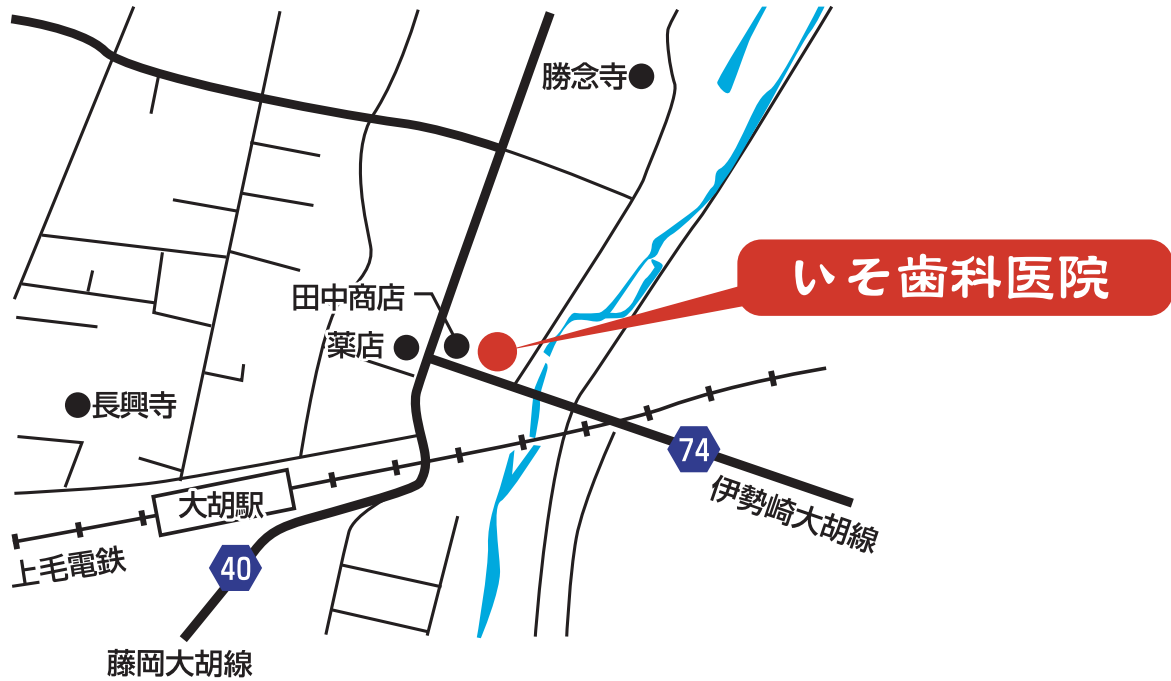 勝念寺
いそ歯科医院
田中商店
薬店
長興寺
74
大胡駅
伊勢崎大胡線
上毛電鉄
40
藤岡大胡線